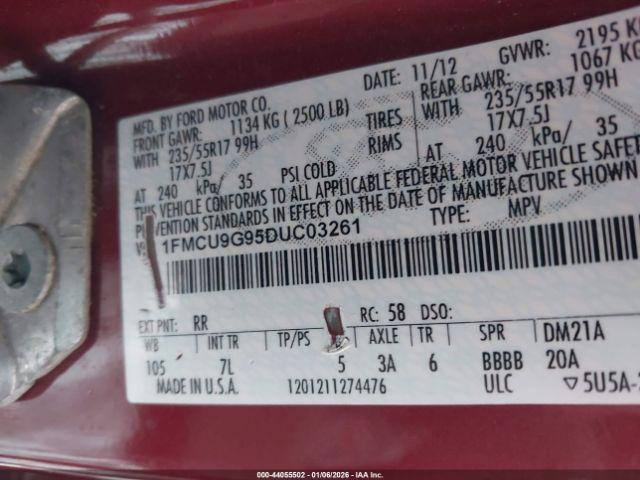 MFD. BY FORD MOTOR CO.
DATE: 11/12
GVWR: 2195 KG
FRONT GAWR: 1134 KG ( 2500 LB)
REAR GAWR: 1067 KG
WITH 235/55R17 99H
TIRES
WITH 235/55R17 99H
17X7.5J
RIMS
17X7.5J
AT 240 kPa/ 35 PSI COLD
AT 240 kPa/ 35
THIS VEHICLE CONFORMS TO ALL APPLICABLE FEDERAL MOTOR VEHICLE SAFETY
PREVENTION STANDARDS IN EFFECT ON THE DATE OF MANUFACTURE SHOWN
1FMCU9G95DUC03261
TYPE: MPV
EXT PNT: RR
RC: 58 DSO:
WB INT TR TP/PS AXLE TR SPR DM21A
105 7L 5 3A 6 BBBB 20A
MADE IN U.S.A. 1201211274476 ULC
5U5A-
000-44055502 - 01/06/2026 - IAA Inc.